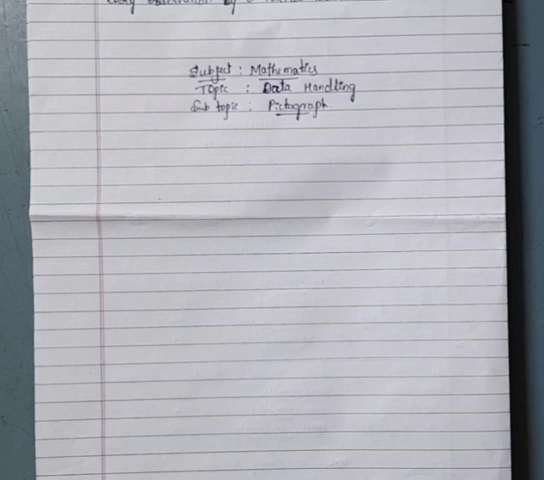 Subject : Mathematics
Topic : Data Handling
Sub topic : Pictograph.